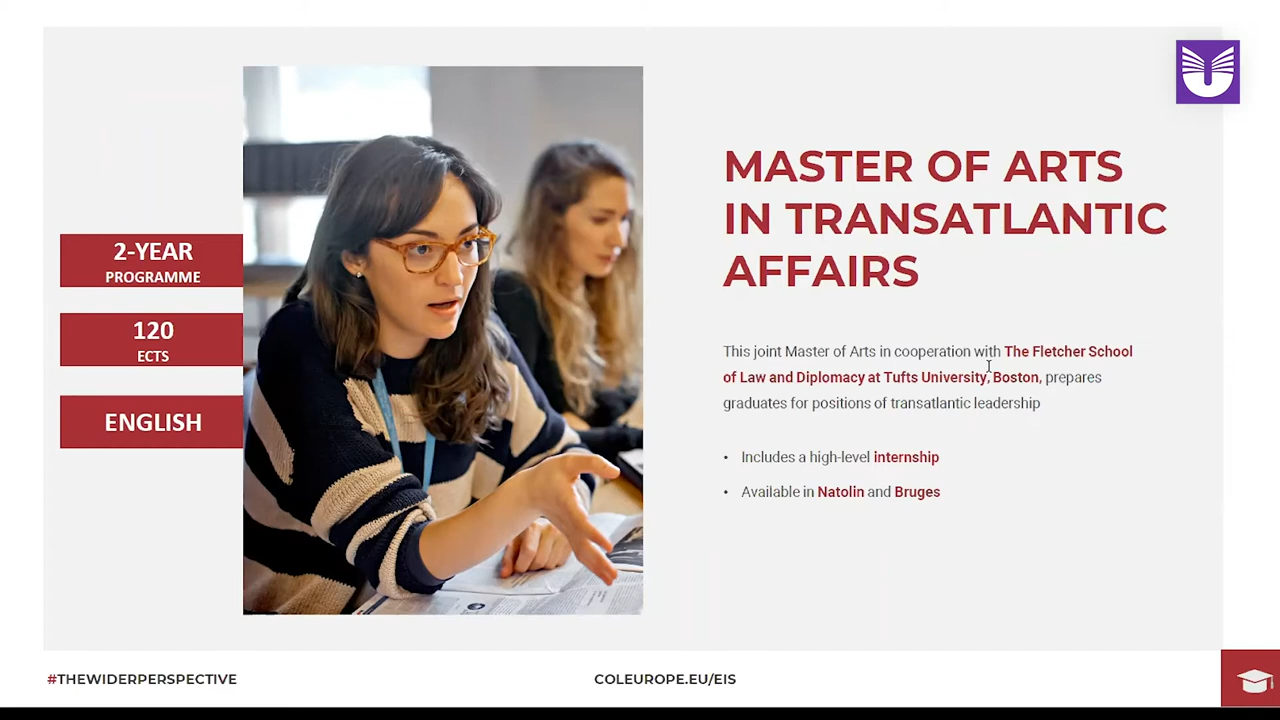 MASTER OF ARTS
IN TRANSATLANTIC
AFFAIRS
2-YEAR
PROGRAMME
120
ECTS
ENGLISH
This joint Master of Arts in cooperation with The Fletcher School
of Law and Diplomacy at Tufts University, Boston, prepares
graduates for positions of transatlantic leadership
• Includes a high-level internship
• Available in Natolin and Bruges
#THEWIDERPERSPECTIVE
COLEUROPE.EU/EIS